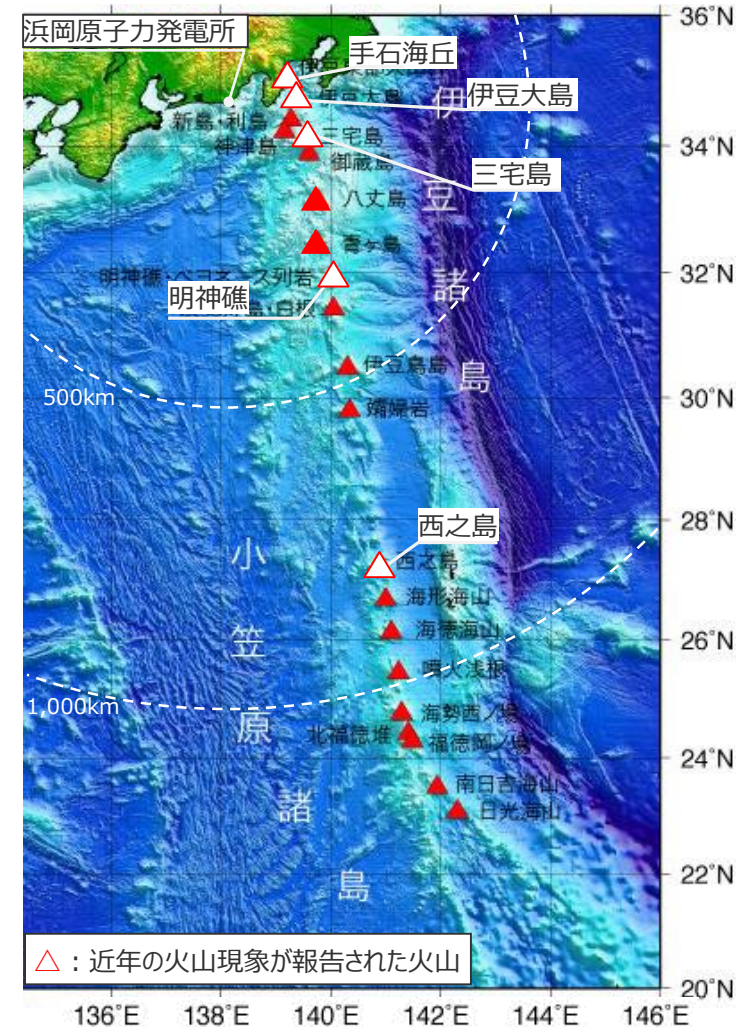 浜岡原子力発電所
36°N
手石海丘
伊豆大島
伊豆大島
新島・利島
神津島
三宅島
34°N
御蔵島
三宅島
八丈島
伊
豆
諸
島
青ヶ島
32°N
明神礁・ベヨネース列岩
明神礁
伊豆鳥島
500km
30°N
孀婦岩
28°N
西之島
西之島
海形海山
海徳海山
26°N
噴火浅根
1,000km
海勢西ノ場
北福徳堆
福徳岡ノ場
24°N
南日吉海山
日光海山
小
笠
原
諸
島
22°N
△：近年の火山現象が報告された火山
20°N
136°E
138°E
140°E
142°E
144°E
146°E